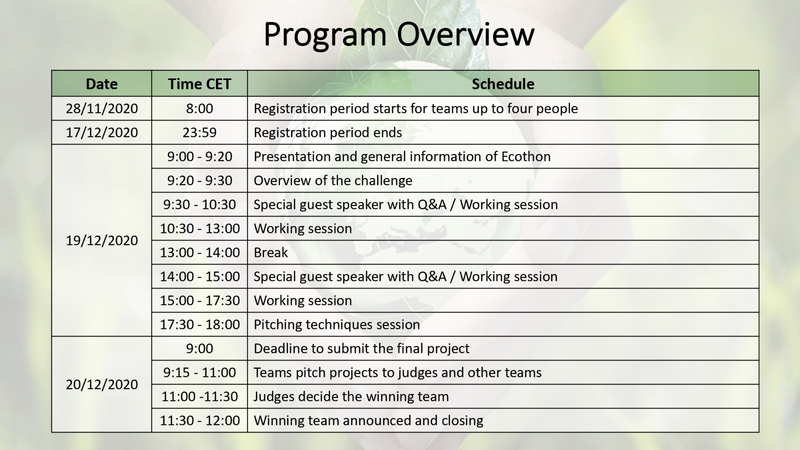 Program Overview
Date Time CET Schedule
28/11/2020 8:00 Registration period starts for teams up to four people
17/12/2020 23:59 Registration period ends
19/12/2020
9:00 - 9:20 Presentation and general information of Ecothon
9:20 - 9:30 Overview of the challenge
9:30 - 10:30 Special guest speaker with Q&A / Working session
10:30 - 13:00 Working session
13:00 - 14:00 Break
14:00 - 15:00 Special guest speaker with Q&A / Working session
15:00 - 17:30 Working session
17:30 - 18:00 Pitching techniques session
20/12/2020
9:00 Deadline to submit the final project
9:15 - 11:00 Teams pitch projects to judges and other teams
11:00 -11:30 Judges decide the winning team
11:30 - 12:00 Winning team announced and closing